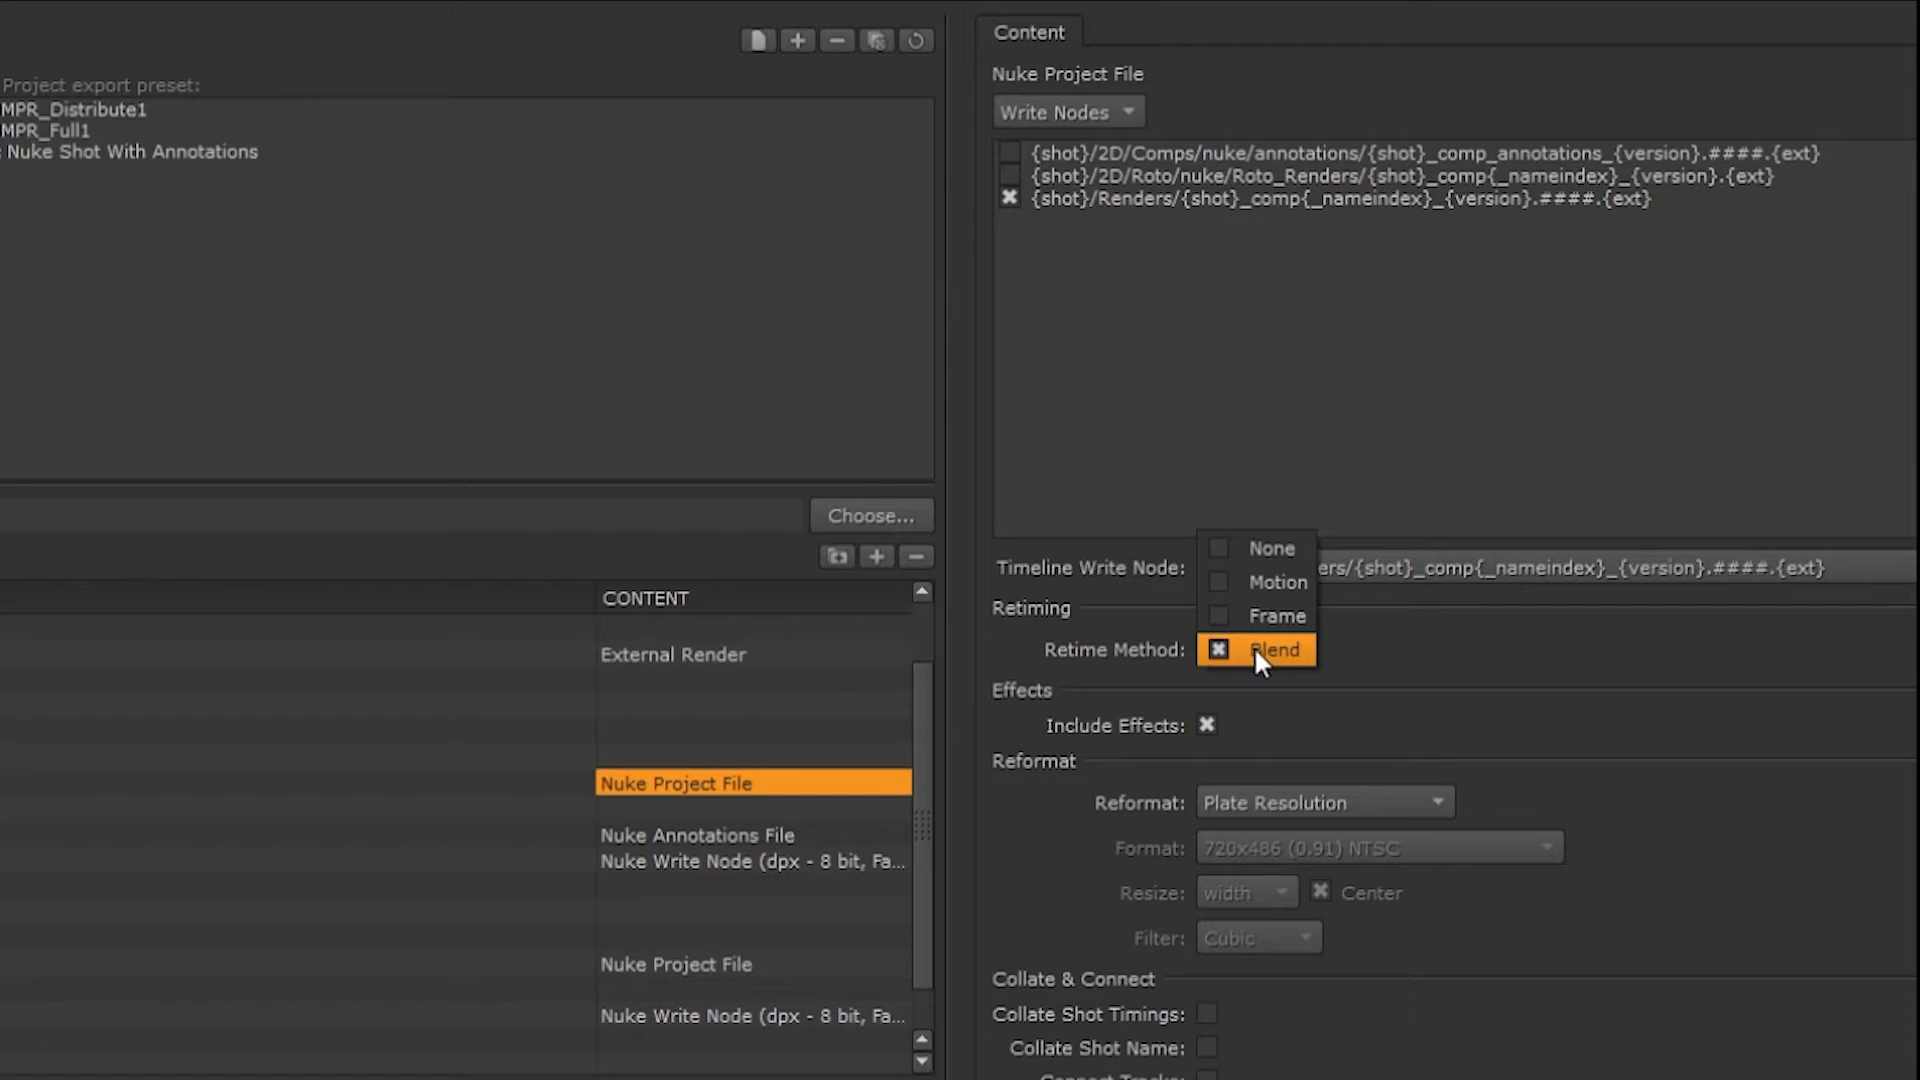 Project export preset:
MPR_Distribute1
MPR_Full1
Nuke Shot With Annotations
Choose...
CONTENT
External Render
Nuke Project File
Nuke Annotations File
Nuke Write Node (dpx - 8 bit, Fa...
Nuke Project File
Nuke Write Node (dpx - 8 bit, Fa...
Content
Nuke Project File
Write Nodes
{shot}/2D/Comps/nuke/annotations/{shot}_comp_annotations_{version}.####.{ext}
{shot}/2D/Roto/nuke/Roto_Renders/{shot}_comp{_nameindex}_{version}.{ext}
{shot}/Renders/{shot}_comp{_nameindex}_{version}.####.{ext}
None
Timeline Write Node: ers/{shot}_comp{_nameindex}_{version}.####.{ext}
Motion
Retiming
Frame
Retime Method: Blend
Effects
Include Effects:
Reformat
Reformat: Plate Resolution
Format: 720x486 (0.91) NTSC
Resize: width Center
Filter: Cubic
Collate & Connect
Collate Shot Timings:
Collate Shot Name: